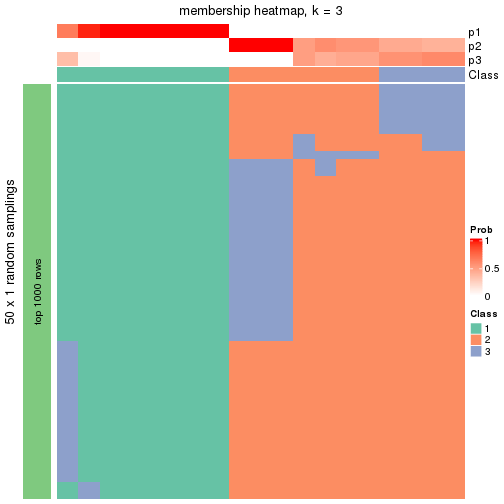 membership heatmap, k = 3
p1
p2
p3
Class
50 x 1 random samplings
top 1000 rows
Prob
1
0.5
0
Class
1
2
3